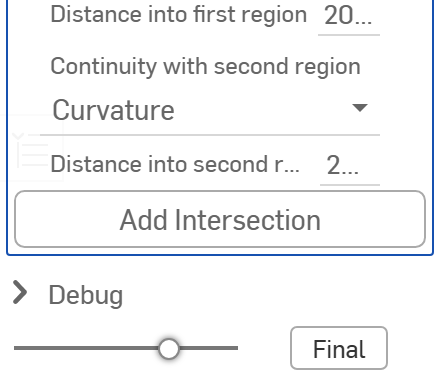 Distance into first region 20...
Continuity with second region
Curvature
Distance into second r... 2...
Add Intersection
Debug
Final